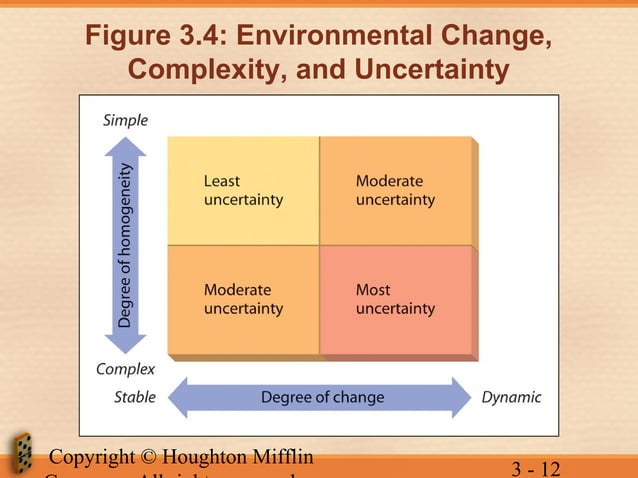 Figure 3.4: Environmental Change,
Complexity, and Uncertainty
Simple
Degree of homogeneity
Least
uncertainty
Moderate
uncertainty
Moderate
uncertainty
Most
uncertainty
Complex
Stable
Degree of change
Dynamic
Copyright © Houghton Mifflin
3 - 12